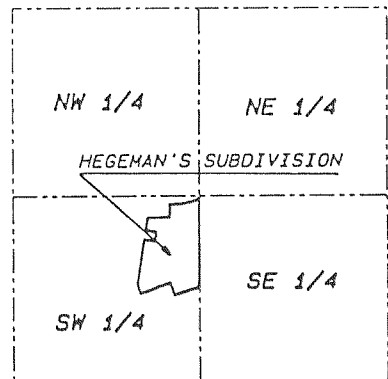 NW 1/4
NE 1/4
HEGEMAN'S SUBDIVISION
SW 1/4
SE 1/4